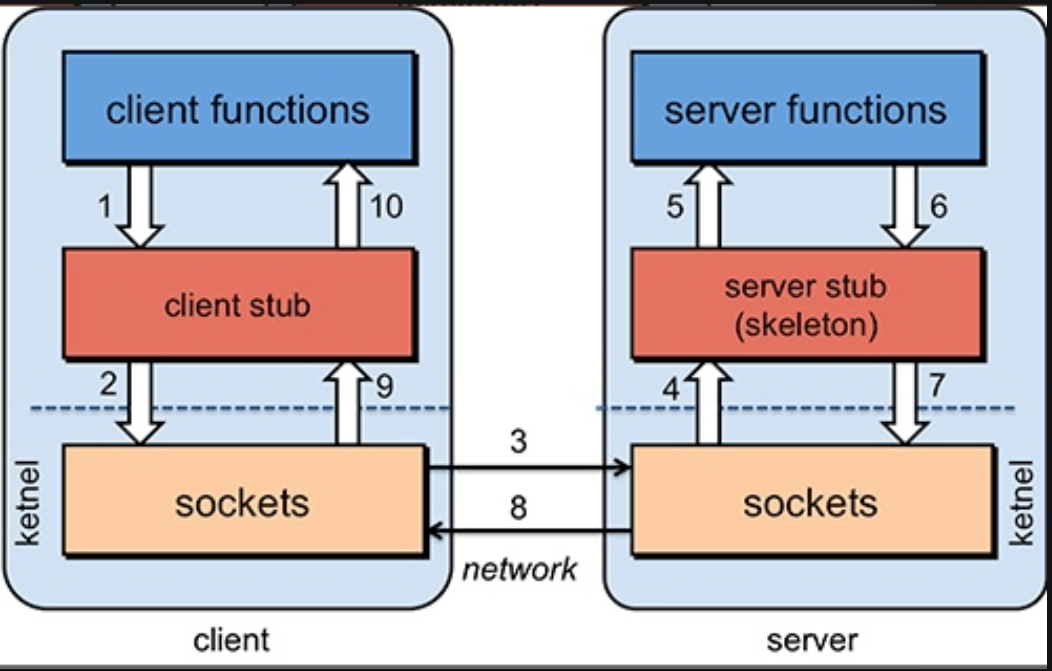 client functions
server functions
1
10
5
6
client stub
server stub
(skeleton)
2
9
4
7
3
ketnel
sockets
8
sockets
ketnel
network
client
server